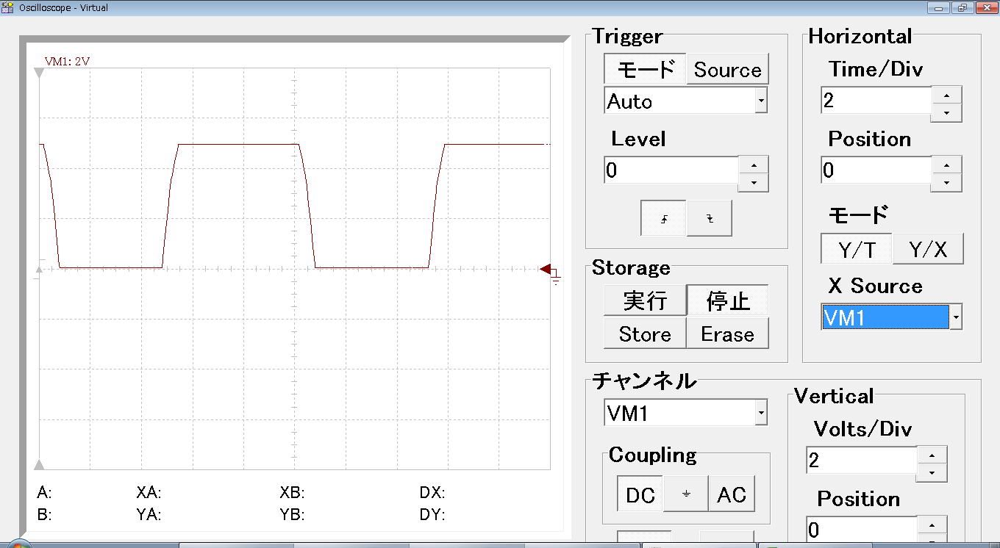 Oscilloscope - Virtual
VM1: 2V
A: XA: XB: DX:
B: YA: YB: DY:
Trigger
モード Source
Auto
Level
0
Storage
実行 停止
Store Erase
Horizontal
Time/Div
2
Position
0
モード
Y/T Y/X
X Source
VM1
チャンネル
VM1
Coupling
DC AC
Vertical
Volts/Div
2
Position
0